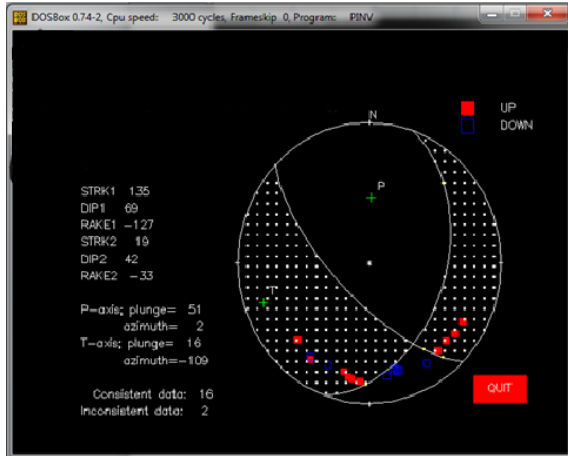 DOSBox 0.74-2, Cpu speed: 3000 cycles, Frameskip 0, Program: PINV
N
UP
DOWN
P
STRIK1 135
DIP1 69
RAKE1 -127
STRIK2 19
DIP2 42
RAKE2 -33
T
P-axis; plunge= 51
azimuth= 2
T-axis; plunge= 16
azimuth=-109
Consistent data: 16
Inconsistent data: 2
QUIT